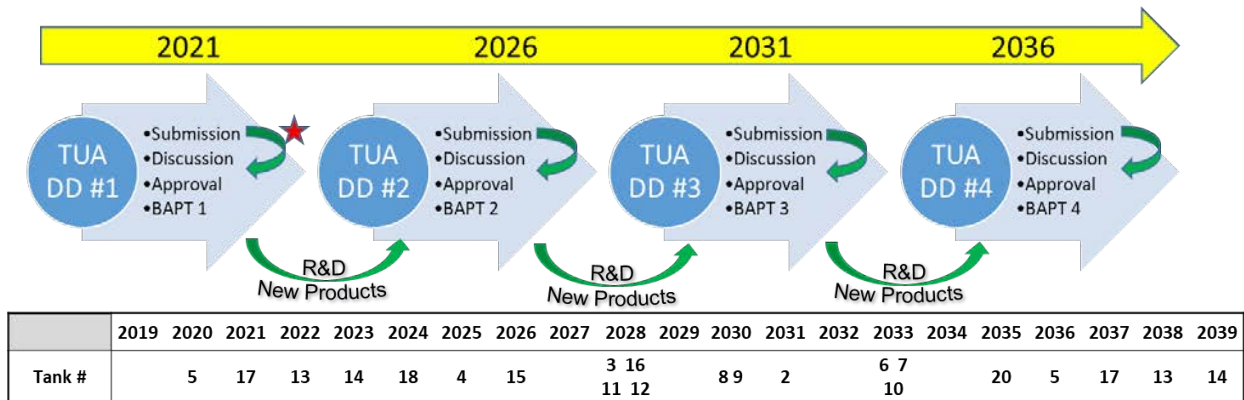 2021 2026 2031 2036
TUA
DD #1
•Submission
•Discussion
•Approval
•BAPT 1
TUA
DD #2
•Submission
•Discussion
•Approval
•BAPT 2
TUA
DD #3
•Submission
•Discussion
•Approval
•BAPT 3
TUA
DD #4
•Submission
•Discussion
•Approval
•BAPT 4
R&D
New Products
R&D
New Products
R&D
New Products
2019 2020 2021 2022 2023 2024 2025 2026 2027 2028 2029 2030 2031 2032 2033 2034 2035 2036 2037 2038 2039
Tank # 5 17 13 14 18 4 15 3 16 8 9 2 6 7 20 5 17 13 14
11 12 10